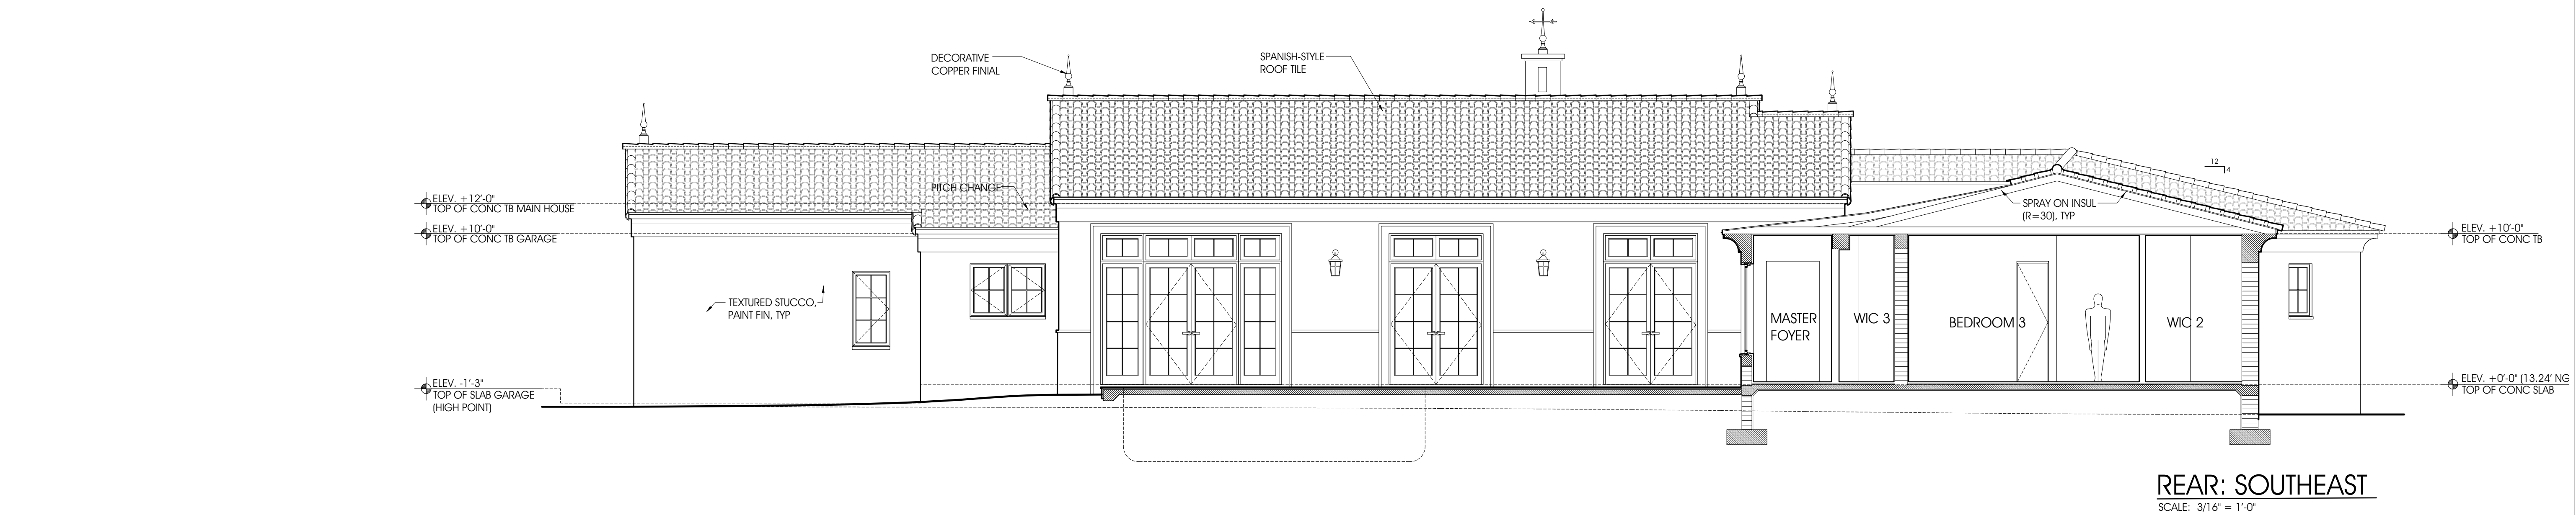 DECORATIVE
COPPER FINIAL
SPANISH-STYLE
ROOF TILE
PITCH CHANGE
12
4
ELEV. +12'-0"
TOP OF CONC TB MAIN HOUSE
ELEV. +10'-0"
TOP OF CONC TB GARAGE
SPRAY ON INSUL
(R=30), TYP
ELEV. +10'-0"
TOP OF CONC TB
TEXTURED STUCCO,
PAINT FIN, TYP
MASTER
FOYER
WIC 3
BEDROOM 3
WIC 2
ELEV. -1'-3"
TOP OF SLAB GARAGE
(HIGH POINT)
ELEV. +0'-0" (13.24' NG
TOP OF CONC SLAB
REAR: SOUTHEAST
SCALE: 3/16" = 1'-0"